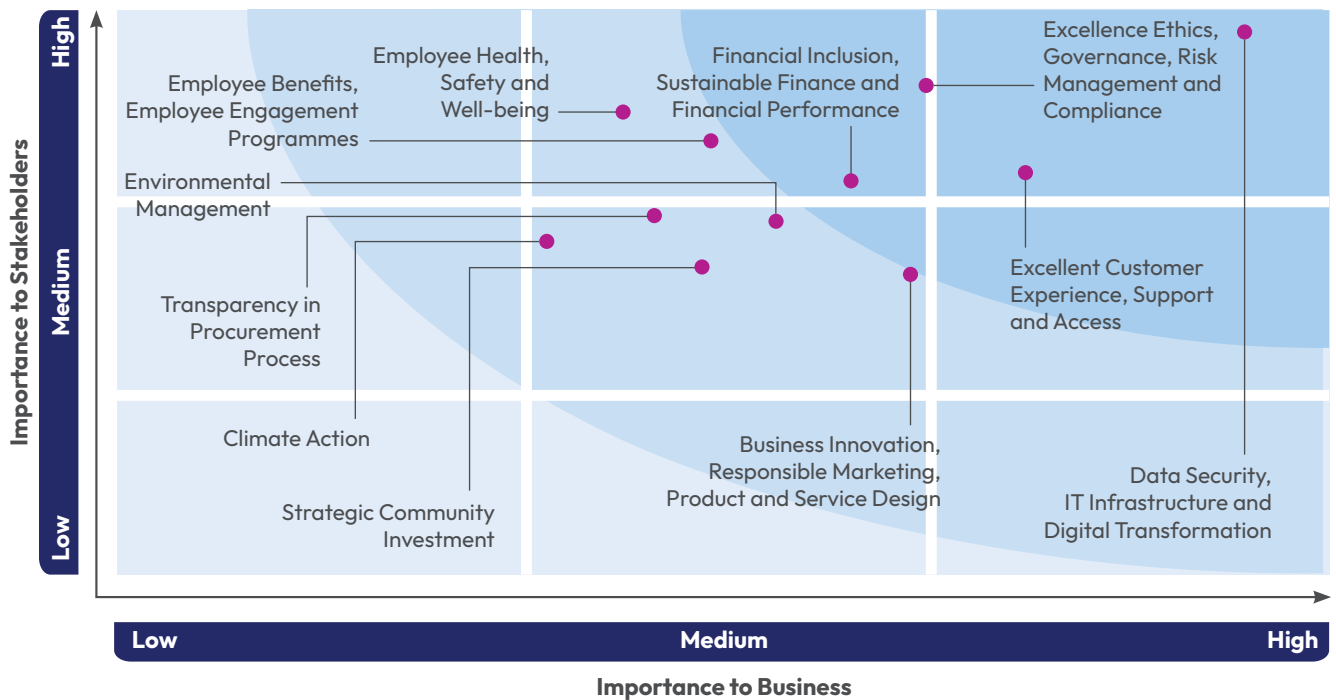 Importance to Stakeholders
High
Medium
Low
Employee Health,
Safety and
Well-being
Employee Benefits,
Employee Engagement
Programmes
Financial Inclusion,
Sustainable Finance and
Financial Performance
Excellence Ethics,
Governance, Risk
Management and
Compliance
Environmental
Management
Transparency in
Procurement
Process
Excellent Customer
Experience, Support
and Access
Climate Action
Strategic Community
Investment
Business Innovation,
Responsible Marketing,
Product and Service Design
Data Security,
IT Infrastructure and
Digital Transformation
Low
Medium
High
Importance to Business